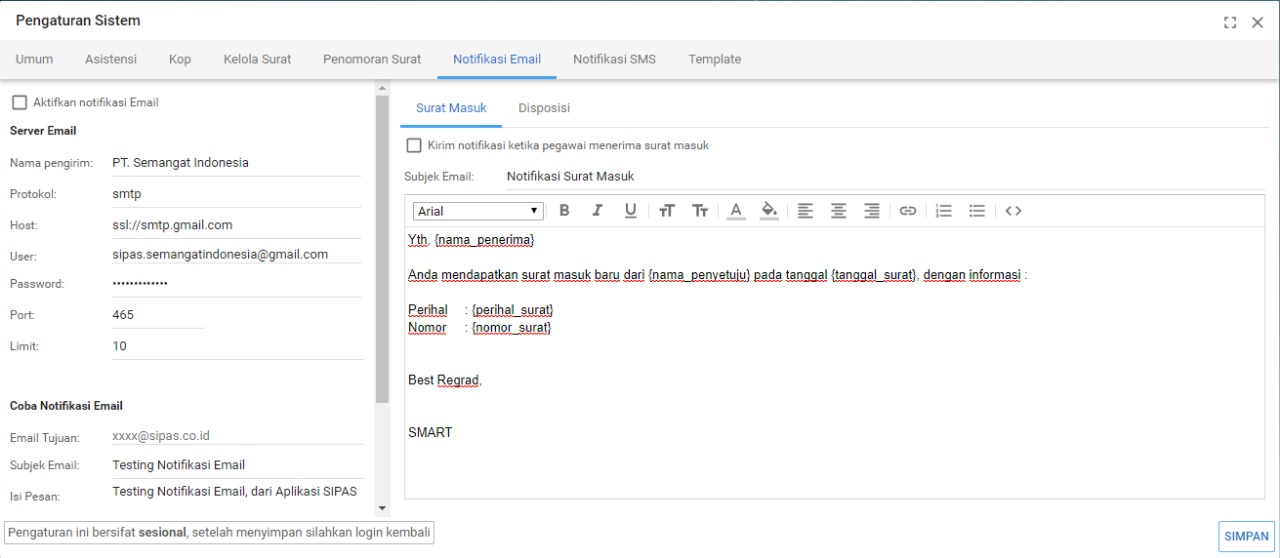 Pengaturan Sistem
Umum Asistensi Kop Kelola Surat Penomoran Surat Notifikasi Email Notifikasi SMS Template
Aktifkan notifikasi Email
Server Email
Nama pengirim: PT. Semangat Indonesia
Protokol: smtp
Host: ssl://smtp.gmail.com
User: sipas.semangatindonesia@gmail.com
Password: •••••••••••••
Port: 465
Limit: 10
Coba Notifikasi Email
Email Tujuan: xxxx@sipas.co.id
Subjek Email: Testing Notifikasi Email
Isi Pesan: Testing Notifikasi Email, dari Aplikasi SIPAS
Surat Masuk Disposisi
Kirim notifikasi ketika pegawai menerima surat masuk
Subjek Email: Notifikasi Surat Masuk
Arial B I U TT Tt A <>
Yth, {nama_penerima}
Anda mendapatkan surat masuk baru dari {nama_penyetuju} pada tanggal {tanggal_surat}, dengan informasi :
Perihal : {perihal_surat}
Nomor : {nomor_surat}
Best Regrad,
SMART
Pengaturan ini bersifat sesional, setelah menyimpan silahkan login kembali
SIMPAN